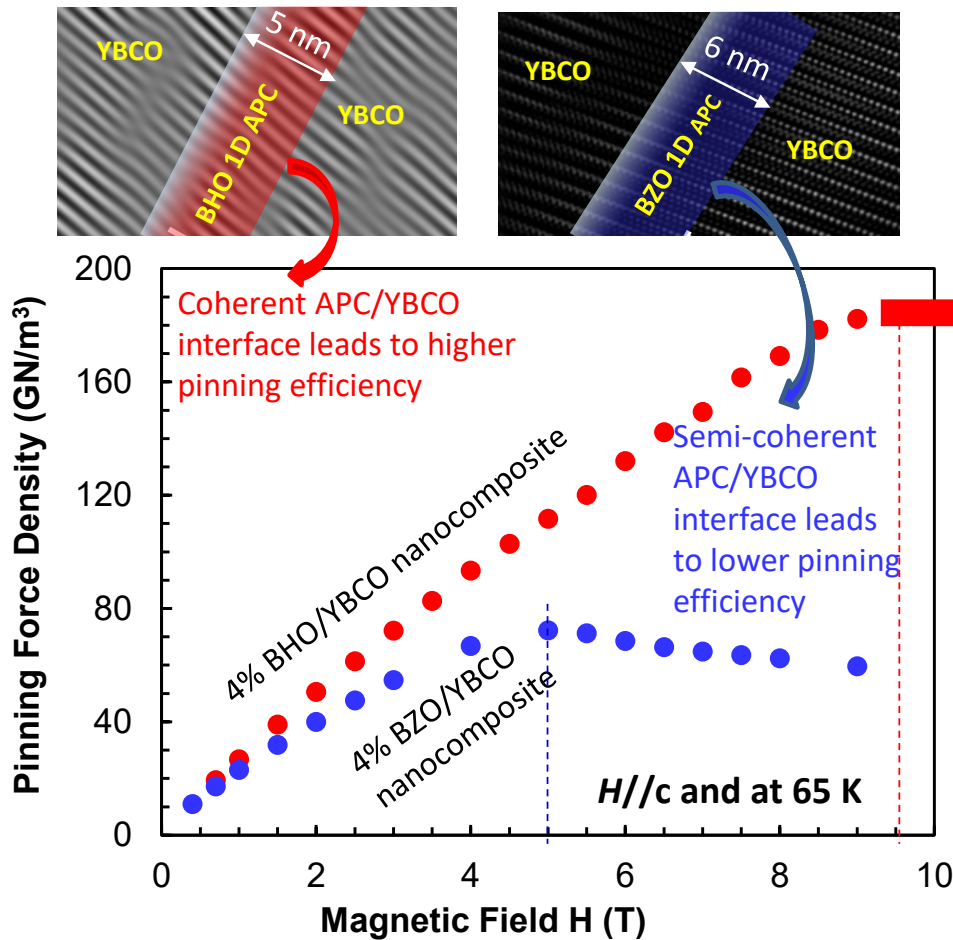 YBCO
5 nm
BHO 1D APC
YBCO
YBCO
6 nm
BZO 1D APC
YBCO
Pinning Force Density (GN/m³)
200
160
120
80
40
0
Coherent APC/YBCO
interface leads to higher
pinning efficiency
Semi-coherent
APC/YBCO
interface leads
to lower pinning
efficiency
4% BHO/YBCO nanocomposite
4% BZO/YBCO
nanocomposite
H//c and at 65 K
0 2 4 6 8 10
Magnetic Field H (T)